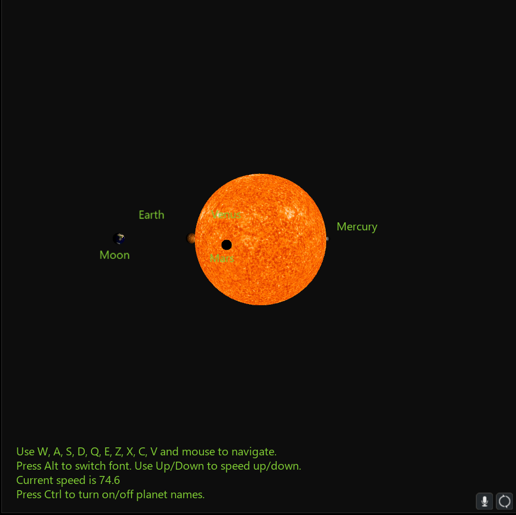 Earth
Mercury
Moon
Mars
Use W, A, S, D, Q, E, Z, X, C, V and mouse to navigate.
Press Alt to switch font. Use Up/Down to speed up/down.
Current speed is 74.6
Press Ctrl to turn on/off planet names.